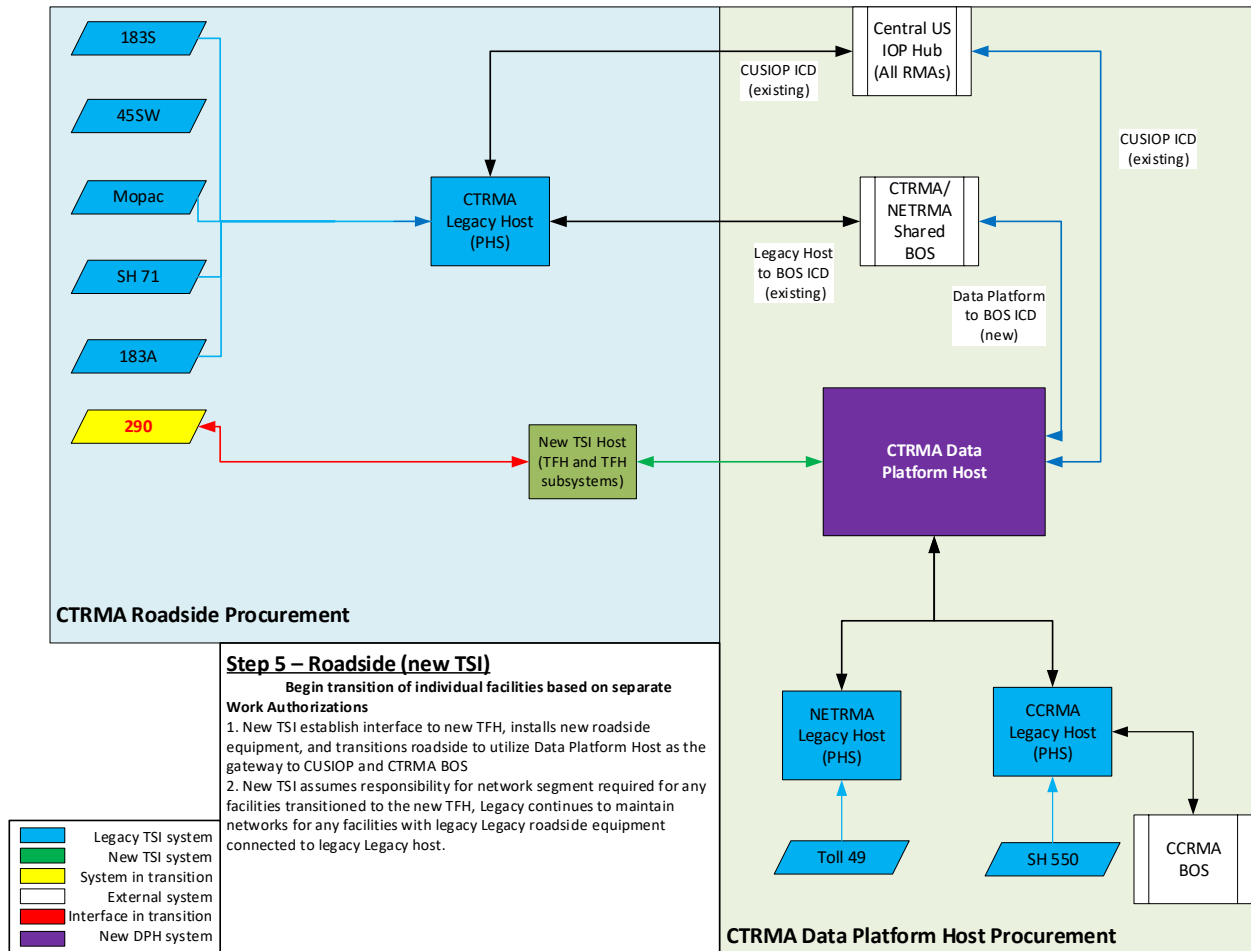 183S
45SW
Mopac
SH 71
183A
290
CTRMA
Legacy Host
(PHS)
New TSI Host
(TFH and TFH
subsystems)
CTRMA Roadside Procurement
CUSIOP ICD
(existing)
Central US
IOP Hub
(All RMAs)
CUSIOP ICD
(existing)
CTRMA/
NETRMA
Shared
BOS
Legacy Host
to BOS ICD
(existing)
Data Platform
to BOS ICD
(new)
CTRMA Data
Platform Host
NETRMA
Legacy Host
(PHS)
CCRMA
Legacy Host
(PHS)
Toll 49
SH 550
CCRMA
BOS
CTRMA Data Platform Host Procurement
Step 5 – Roadside (new TSI)
Begin transition of individual facilities based on separate
Work Authorizations
1. New TSI establish interface to new TFH, installs new roadside
equipment, and transitions roadside to utilize Data Platform Host as the
gateway to CUSIOP and CTRMA BOS
2. New TSI assumes responsibility for network segment required for any
facilities transitioned to the new TFH, Legacy continues to maintain
networks for any facilities with legacy Legacy roadside equipment
connected to legacy Legacy host.
Legacy TSI system
New TSI system
System in transition
External system
Interface in transition
New DPH system